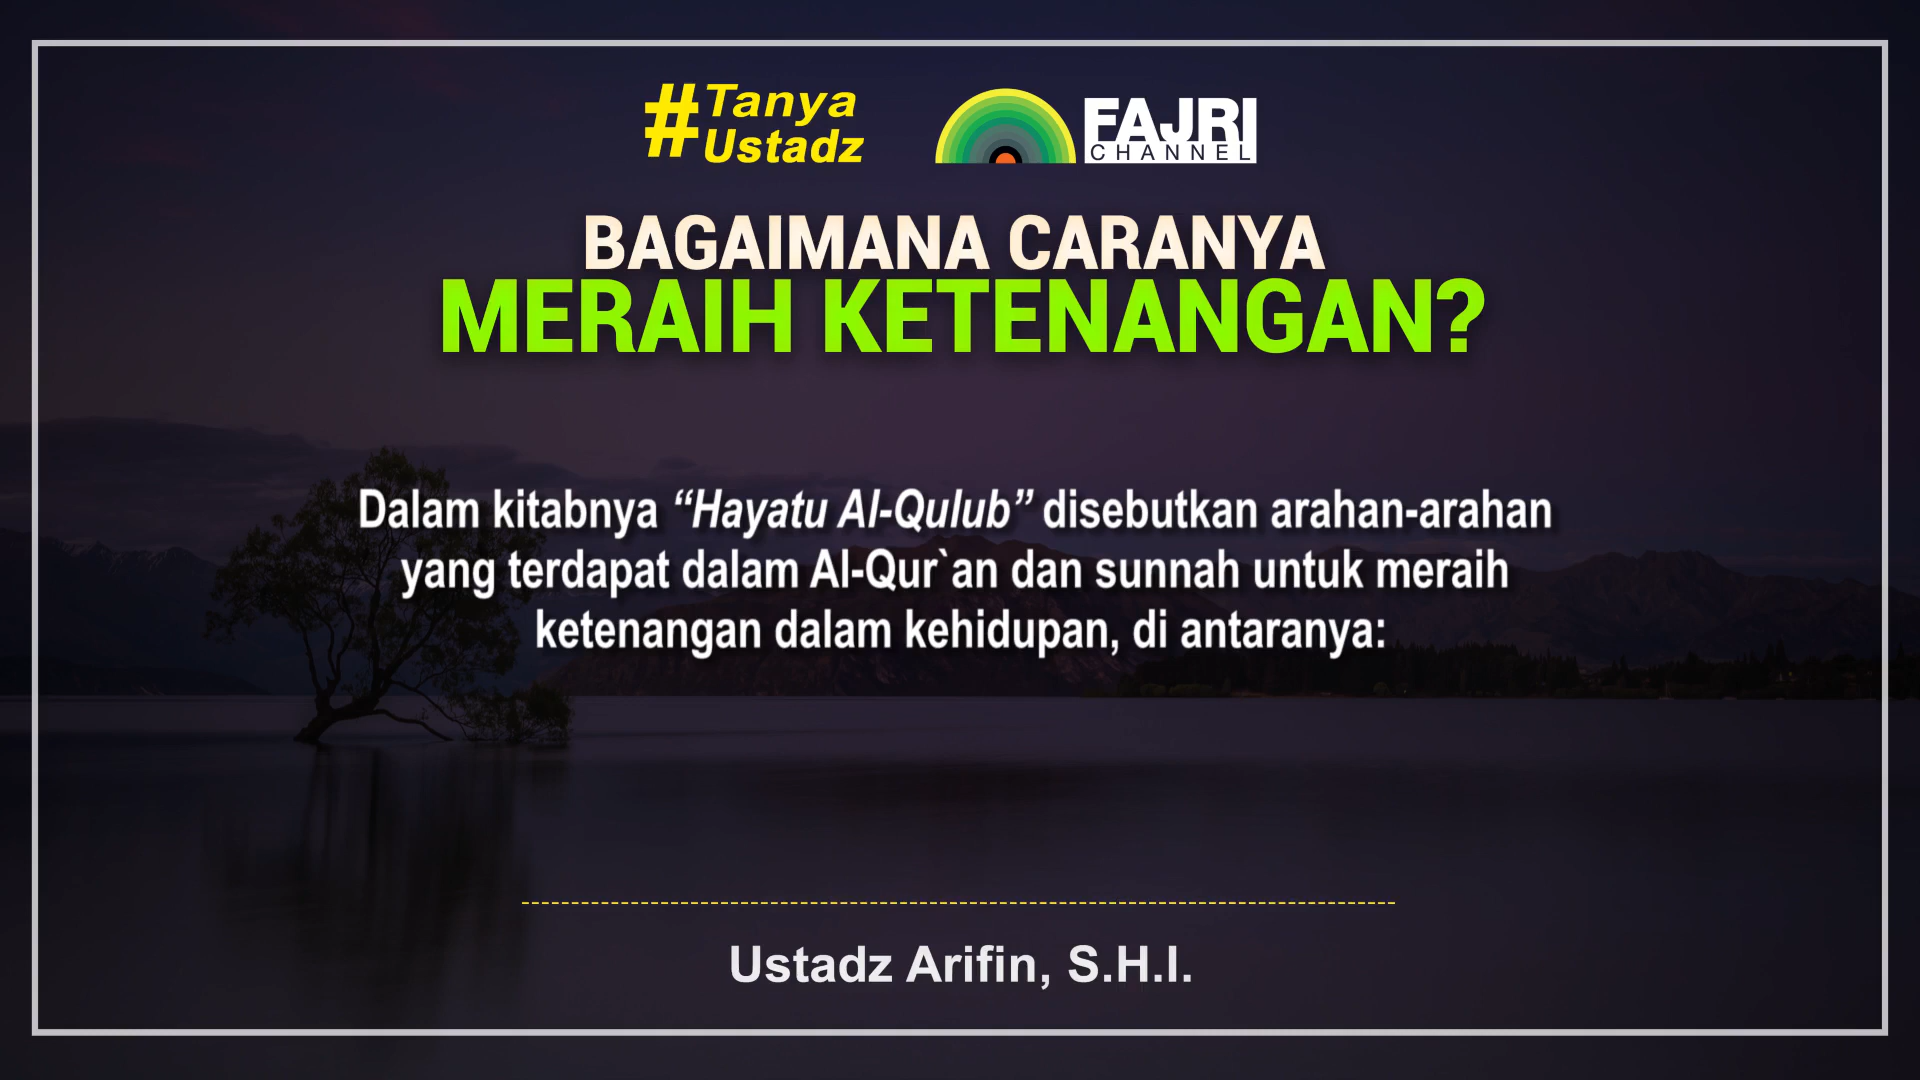 #Tanya
Ustadz
FAJRI
CHANNEL
BAGAIMANA CARANYA
MERAIH KETENANGAN?
Dalam kitabnya “Hayatu Al-Qulub” disebutkan arahan-arahan
yang terdapat dalam Al-Qur`an dan sunnah untuk meraih
ketenangan dalam kehidupan, di antaranya:
Ustadz Arifin, S.H.I.